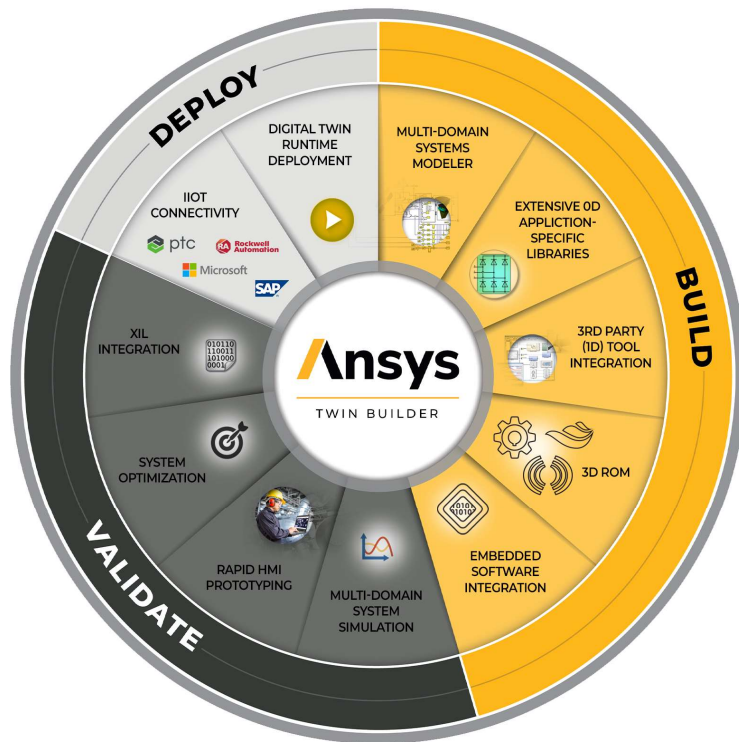 DEPLOY
BUILD
VALIDATE
DIGITAL TWIN
RUNTIME
DEPLOYMENT
MULTI-DOMAIN
SYSTEMS
MODELER
EXTENSIVE 0D
APPLICTION-
SPECIFIC
LIBRARIES
3RD PARTY
(1D) TOOL
INTEGRATION
3D ROM
EMBEDDED
SOFTWARE
INTEGRATION
MULTI-DOMAIN
SYSTEM
SIMULATION
RAPID HMI
PROTOTYPING
SYSTEM
OPTIMIZATION
XIL
INTEGRATION
010110
110011
101000
0001
IIOT
CONNECTIVITY
ptc
RA Rockwell
Automation
Microsoft
SAP
Ansys
TWIN BUILDER